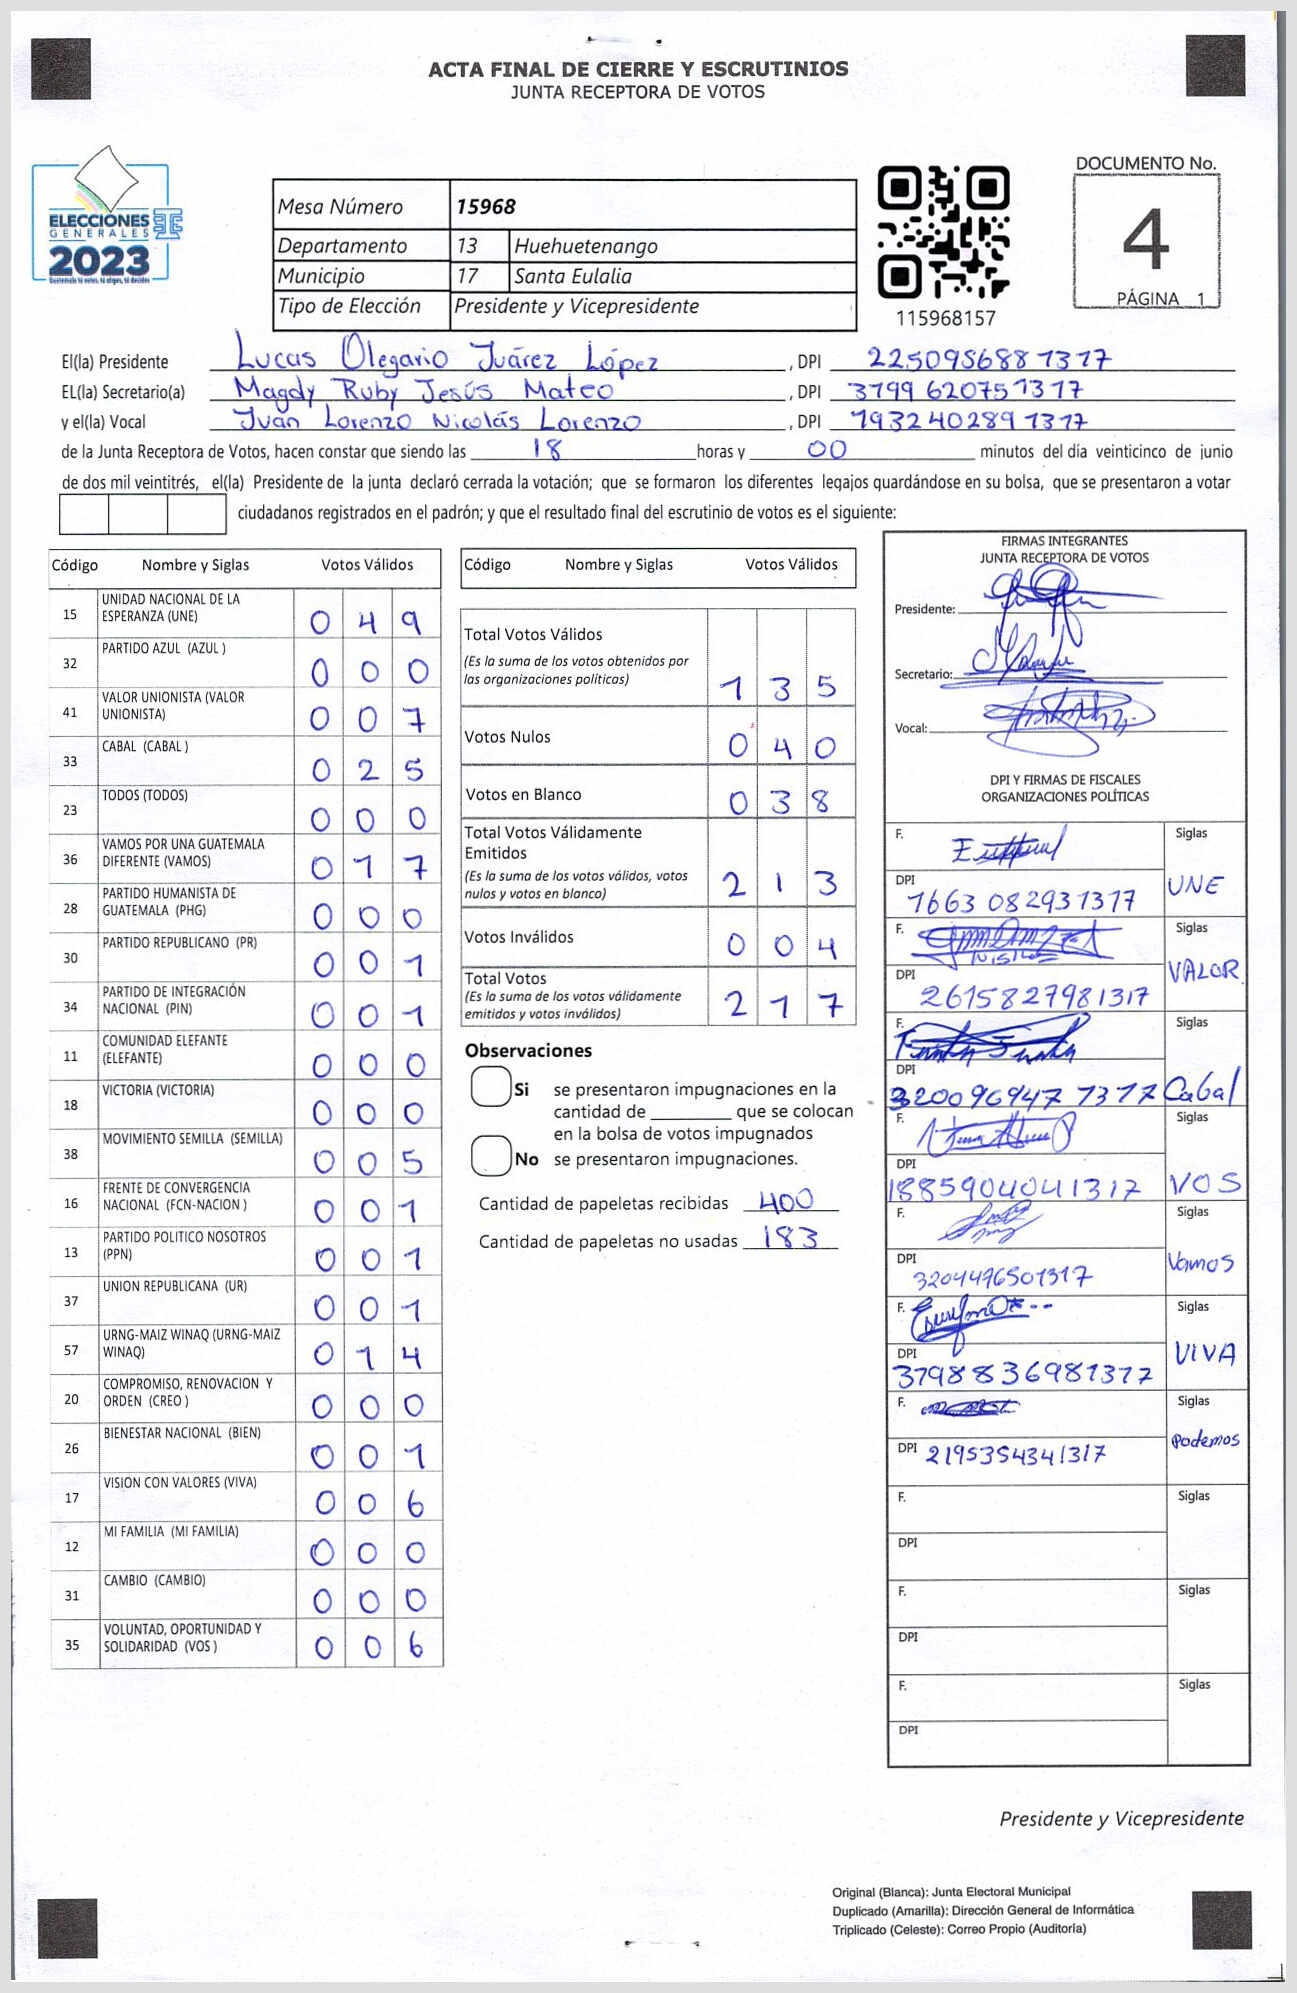 ACTA FINAL DE CIERRE Y ESCRUTINIOS
JUNTA RECEPTORA DE VOTOS
ELECCIONES
GENERALES
2023
Mesa Número 15968
Departamento 13 Huehuetenango
Municipio 17 Santa Eulalia
Tipo de Elección Presidente y Vicepresidente
115968157
DOCUMENTO No.
4
PÁGINA 1
El(la) Presidente Lucas Olegario Juárez López, DPI 2250956881317
EL(la) Secretario(a) Magdy Ruby Jesús Mateo, DPI 3199620751317
y el(la) Vocal Juan Lorenzo Nicolás Lorenzo, DPI 1932402891317
de la Junta Receptora de Votos, hacen constar que siendo las 18 horas y 00 minutos del día veinticinco de junio
de dos mil veintitrés, el(la) Presidente de la junta declaró cerrada la votación; que se formaron los diferentes legajos guardándose en su bolsa, que se presentaron a votar
ciudadanos registrados en el padrón; y que el resultado final del escrutinio de votos es el siguiente:
Código Nombre y Siglas Votos Válidos
15 UNIDAD NACIONAL DE LA ESPERANZA (UNE) 0 4 9
32 PARTIDO AZUL (AZUL ) 0 0 0
41 VALOR UNIONISTA (VALOR UNIONISTA) 0 0 7
33 CABAL (CABAL ) 0 2 5
23 TODOS (TODOS) 0 0 0
36 VAMOS POR UNA GUATEMALA DIFERENTE (VAMOS) 0 1 7
28 PARTIDO HUMANISTA DE GUATEMALA (PHG) 0 0 0
30 PARTIDO REPUBLICANO (PR) 0 0 1
34 PARTIDO DE INTEGRACIÓN NACIONAL (PIN) 0 0 1
11 COMUNIDAD ELEFANTE (ELEFANTE) 0 0 0
18 VICTORIA (VICTORIA) 0 0 0
38 MOVIMIENTO SEMILLA (SEMILLA) 0 0 5
16 FRENTE DE CONVERGENCIA NACIONAL (FCN-NACION ) 0 0 1
13 PARTIDO POLITICO NOSOTROS (PPN) 0 0 1
37 UNION REPUBLICANA (UR) 0 0 1
57 URNG-MAIZ WINAQ (URNG-MAIZ WINAQ) 0 1 4
20 COMPROMISO, RENOVACION Y ORDEN (CREO ) 0 0 0
26 BIENESTAR NACIONAL (BIEN) 0 0 1
17 VISION CON VALORES (VIVA) 0 0 6
12 MI FAMILIA (MI FAMILIA) 0 0 0
31 CAMBIO (CAMBIO) 0 0 0
35 VOLUNTAD, OPORTUNIDAD Y SOLIDARIDAD (VOS ) 0 0 6
Código Nombre y Siglas Votos Válidos
Total Votos Válidos
(Es la suma de los votos obtenidos por
las organizaciones políticas) 1 3 5
Votos Nulos 0 4 0
Votos en Blanco 0 3 8
Total Votos Válidamente
Emitidos
(Es la suma de los votos válidos, votos
nulos y votos en blanco) 2 1 3
Votos Inválidos 0 0 4
Total Votos
(Es la suma de los votos válidamente
emitidos y votos inválidos) 2 1 7
Observaciones
Si se presentaron impugnaciones en la
cantidad de ________ que se colocan
en la bolsa de votos impugnados
No se presentaron impugnaciones.
Cantidad de papeletas recibidas 400
Cantidad de papeletas no usadas 183
FIRMAS INTEGRANTES
JUNTA RECEPTORA DE VOTOS
Presidente:
Secretario:
Vocal:
DPI Y FIRMAS DE FISCALES
ORGANIZACIONES POLÍTICAS
F. Siglas
DPI 1663 082931317 UNE
F. Siglas
DPI 2615827981317 VALOR
F. Siglas
DPI 3200969471317 Cabal
F. Siglas
DPI 1885904041317 VOS
F. Siglas
DPI 3204496501317 Vamos
F. Siglas
DPI 3798836981317 VIVA
F. Siglas
DPI 2195354341317 Podemos
F. Siglas
DPI
F. Siglas
DPI
F. Siglas
DPI
Presidente y Vicepresidente
Original (Blanca): Junta Electoral Municipal
Duplicado (Amarilla): Dirección General de Informática
Triplicado (Celeste): Correo Propio (Auditoría)